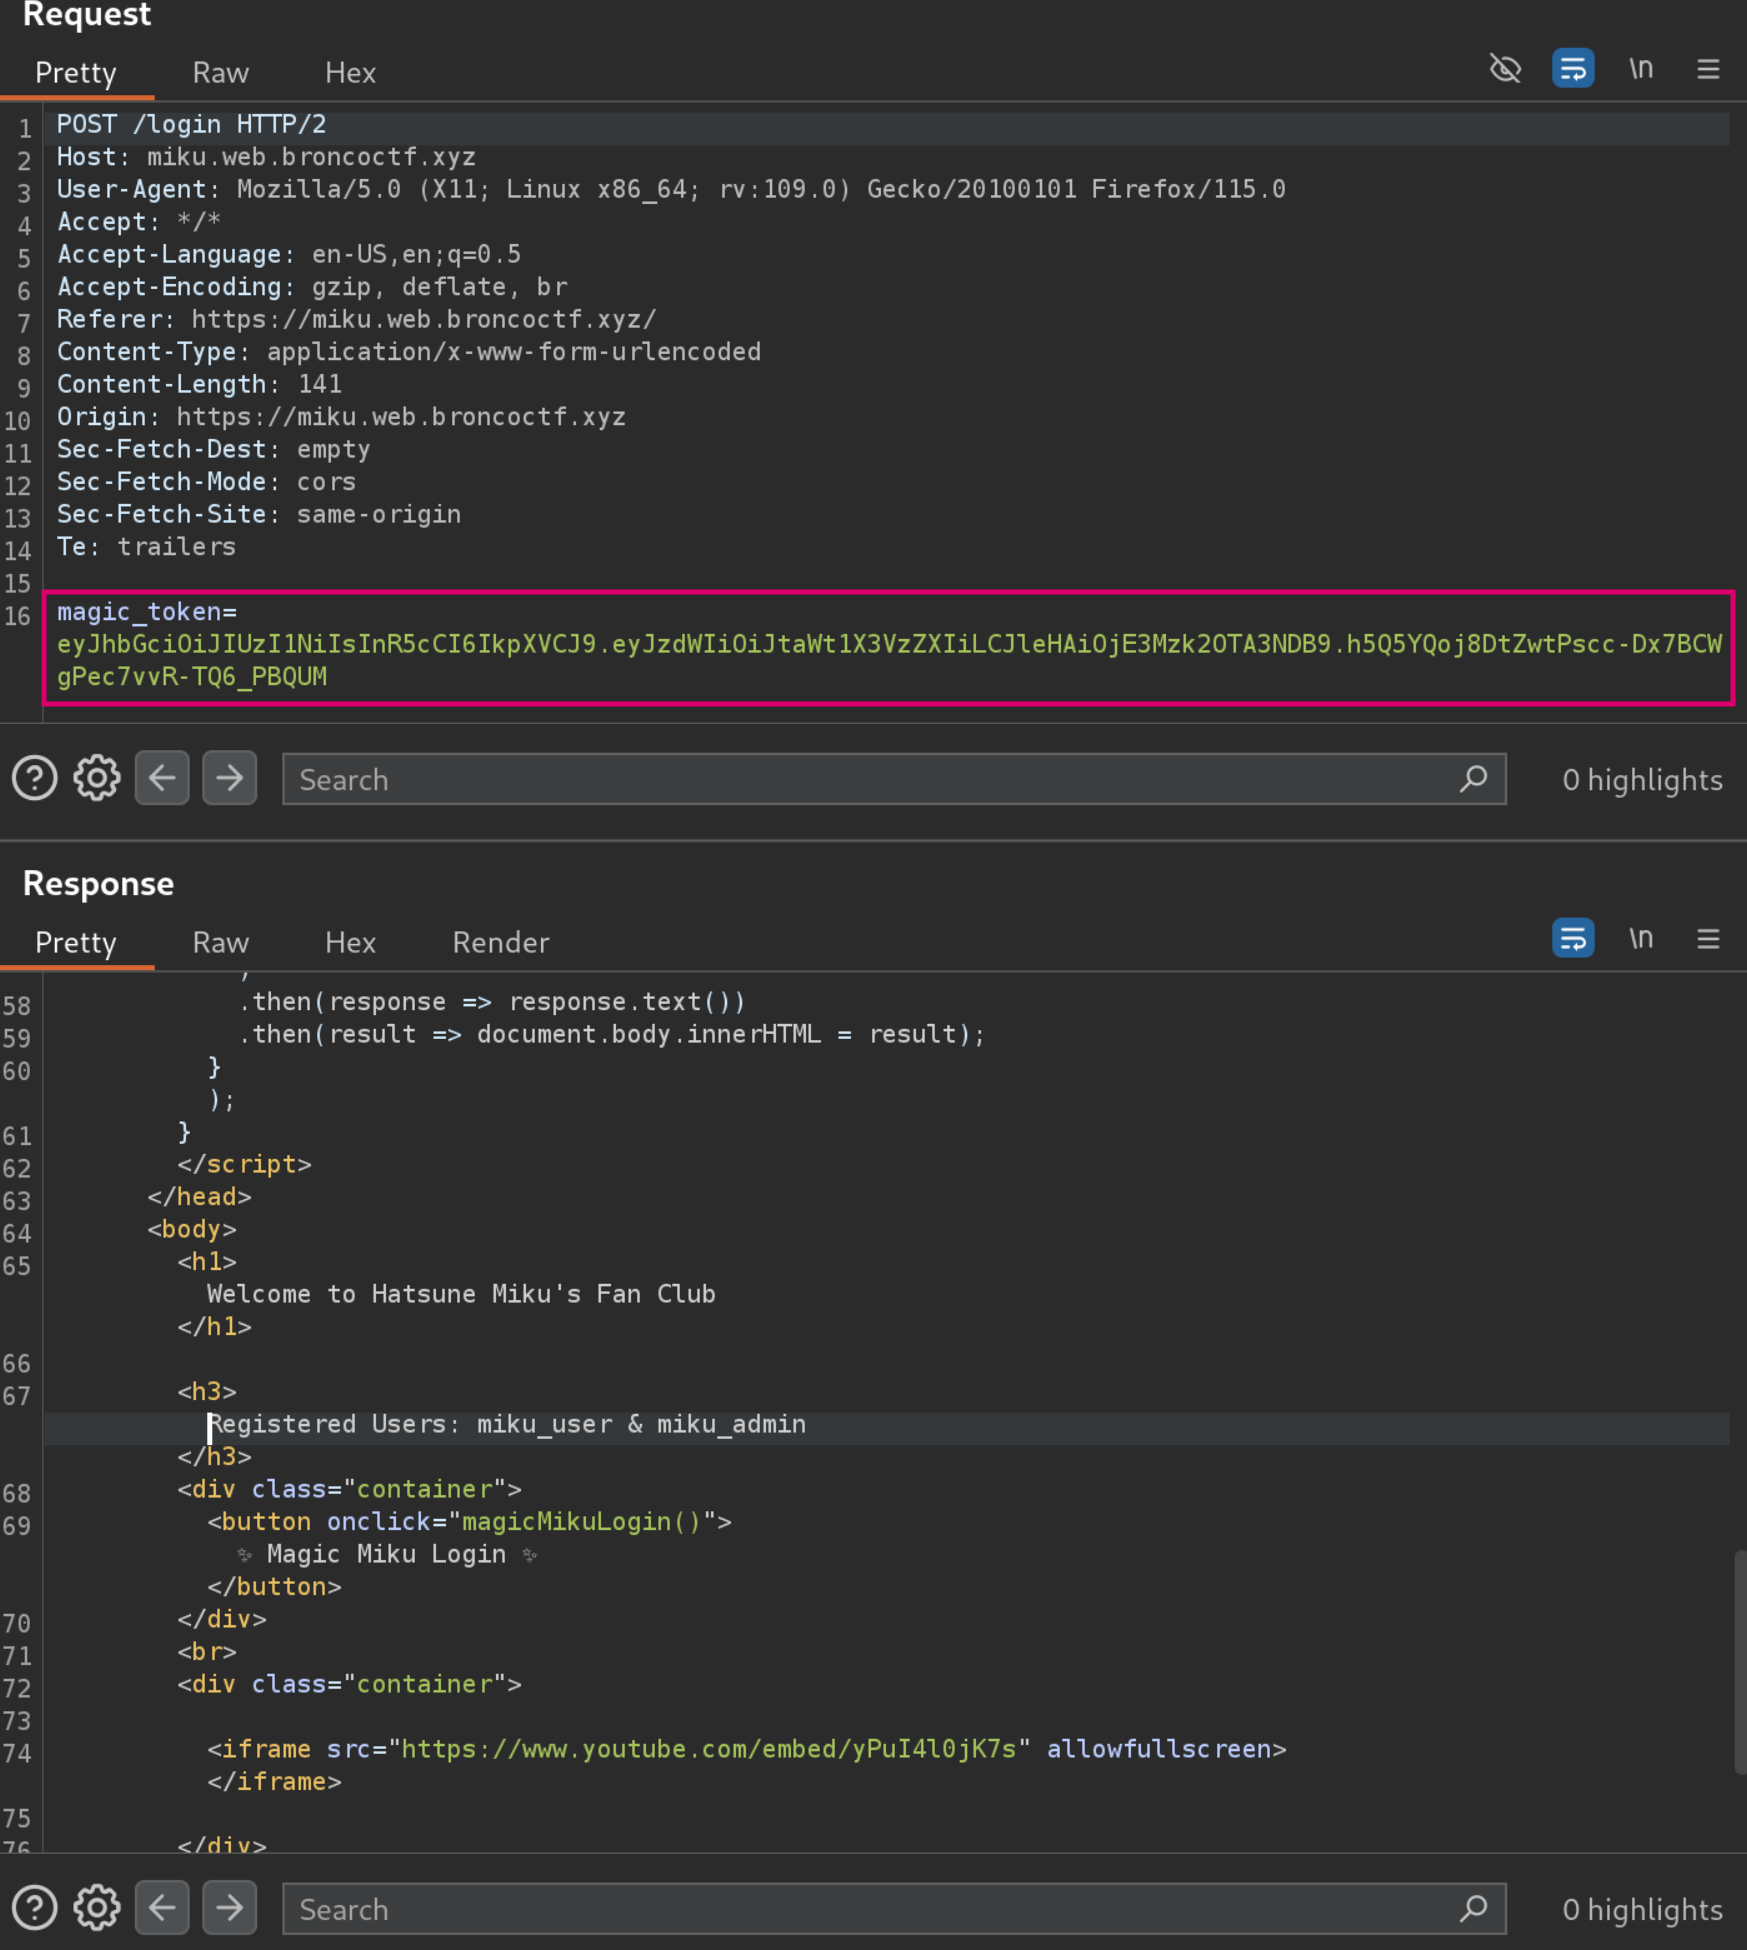 Request
Pretty Raw Hex \n
1 POST /login HTTP/2
2 Host: miku.web.broncoctf.xyz
3 User-Agent: Mozilla/5.0 (X11; Linux x86_64; rv:109.0) Gecko/20100101 Firefox/115.0
4 Accept: */*
5 Accept-Language: en-US,en;q=0.5
6 Accept-Encoding: gzip, deflate, br
7 Referer: https://miku.web.broncoctf.xyz/
8 Content-Type: application/x-www-form-urlencoded
9 Content-Length: 141
10 Origin: https://miku.web.broncoctf.xyz
11 Sec-Fetch-Dest: empty
12 Sec-Fetch-Mode: cors
13 Sec-Fetch-Site: same-origin
14 Te: trailers
15
16 magic_token=
eyJhbGciOiJIUzI1NiIsInR5cCI6IkpXVCJ9.eyJzdWIiOiJtaWt1X3VzZXIiLCJleHAiOjE3Mzk2OTA3NDB9.h5Q5YQoj8DtZwtPscc-Dx7BCW
gPec7vvR-TQ6_PBQUM
Search 0 highlights
Response
Pretty Raw Hex Render \n
58 .then(response => response.text())
59 .then(result => document.body.innerHTML = result);
60 }
);
61 }
62 </script>
63 </head>
64 <body>
65 <h1>
Welcome to Hatsune Miku's Fan Club
</h1>
66
67 <h3>
Registered Users: miku_user & miku_admin
</h3>
68 <div class="container">
69 <button onclick="magicMikuLogin()">
✨ Magic Miku Login ✨
</button>
70 </div>
71 <br>
72 <div class="container">
73
74 <iframe src="https://www.youtube.com/embed/yPuI4l0jK7s" allowfullscreen>
</iframe>
75
76 </div>
Search 0 highlights